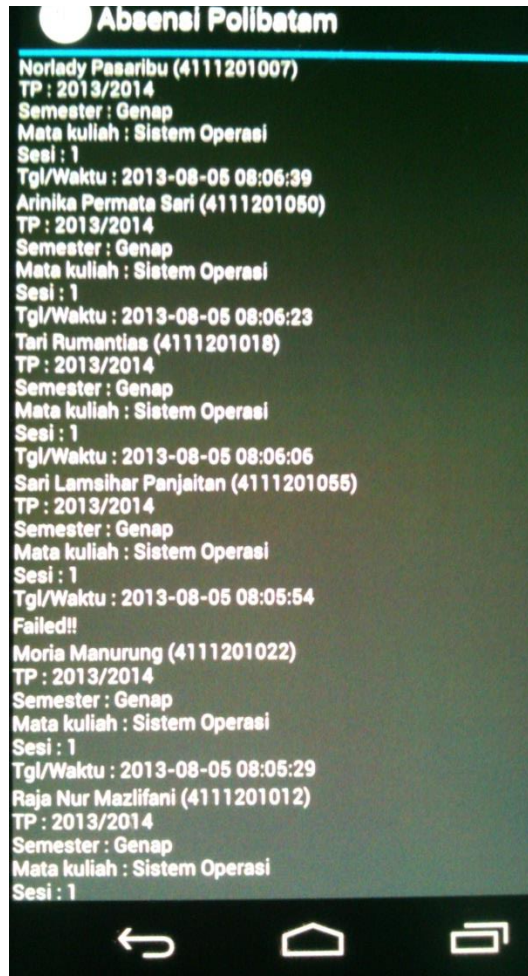 Absensi Polibatam
Norlady Pasaribu (4111201007)
TP : 2013/2014
Semester : Genap
Mata kuliah : Sistem Operasi
Sesi : 1
Tgl/Waktu : 2013-08-05 08:06:39
Arinika Permata Sari (4111201050)
TP : 2013/2014
Semester : Genap
Mata kuliah : Sistem Operasi
Sesi : 1
Tgl/Waktu : 2013-08-05 08:06:23
Tari Rumantias (4111201018)
TP : 2013/2014
Semester : Genap
Mata kuliah : Sistem Operasi
Sesi : 1
Tgl/Waktu : 2013-08-05 08:06:06
Sari Lamsihar Panjaitan (4111201055)
TP : 2013/2014
Semester : Genap
Mata kuliah : Sistem Operasi
Sesi : 1
Tgl/Waktu : 2013-08-05 08:05:54
Failed!!
Moria Manurung (4111201022)
TP : 2013/2014
Semester : Genap
Mata kuliah : Sistem Operasi
Sesi : 1
Tgl/Waktu : 2013-08-05 08:05:29
Raja Nur Mazlifani (4111201012)
TP : 2013/2014
Semester : Genap
Mata kuliah : Sistem Operasi
Sesi : 1